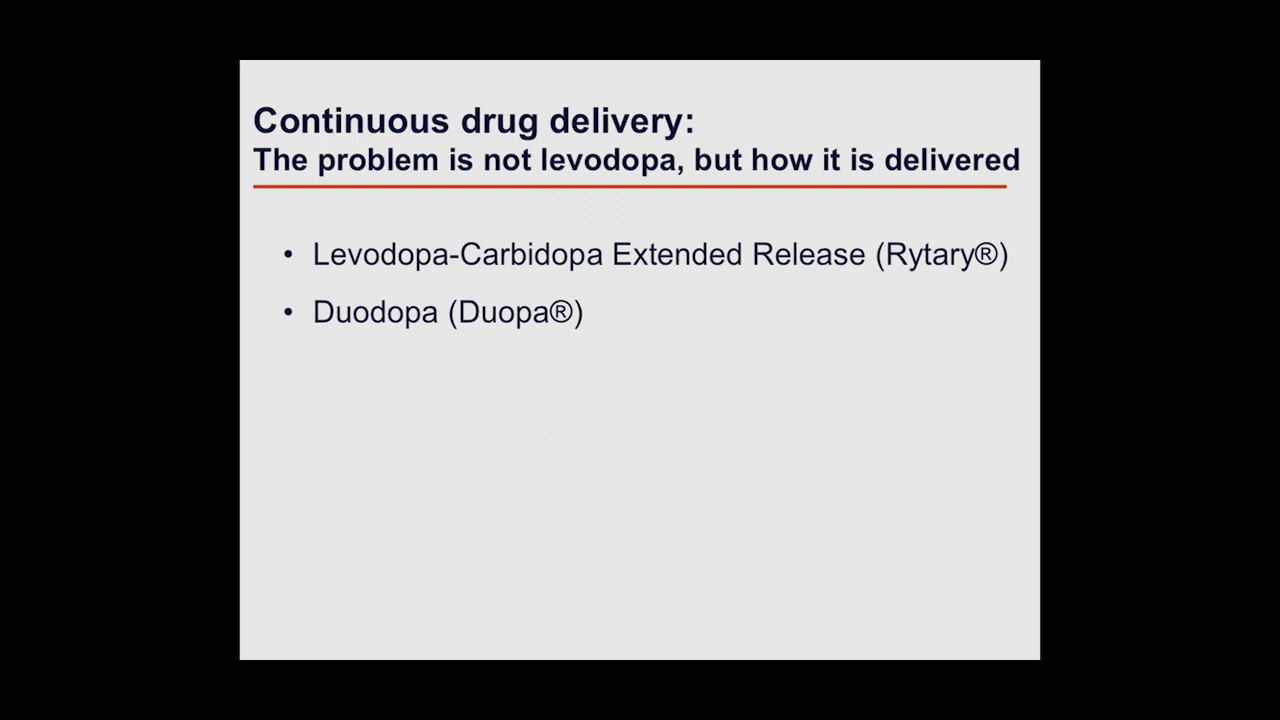 Continuous drug delivery:
The problem is not levodopa, but how it is delivered
• Levodopa-Carbidopa Extended Release (Rytary®)
• Duodopa (Duopa®)